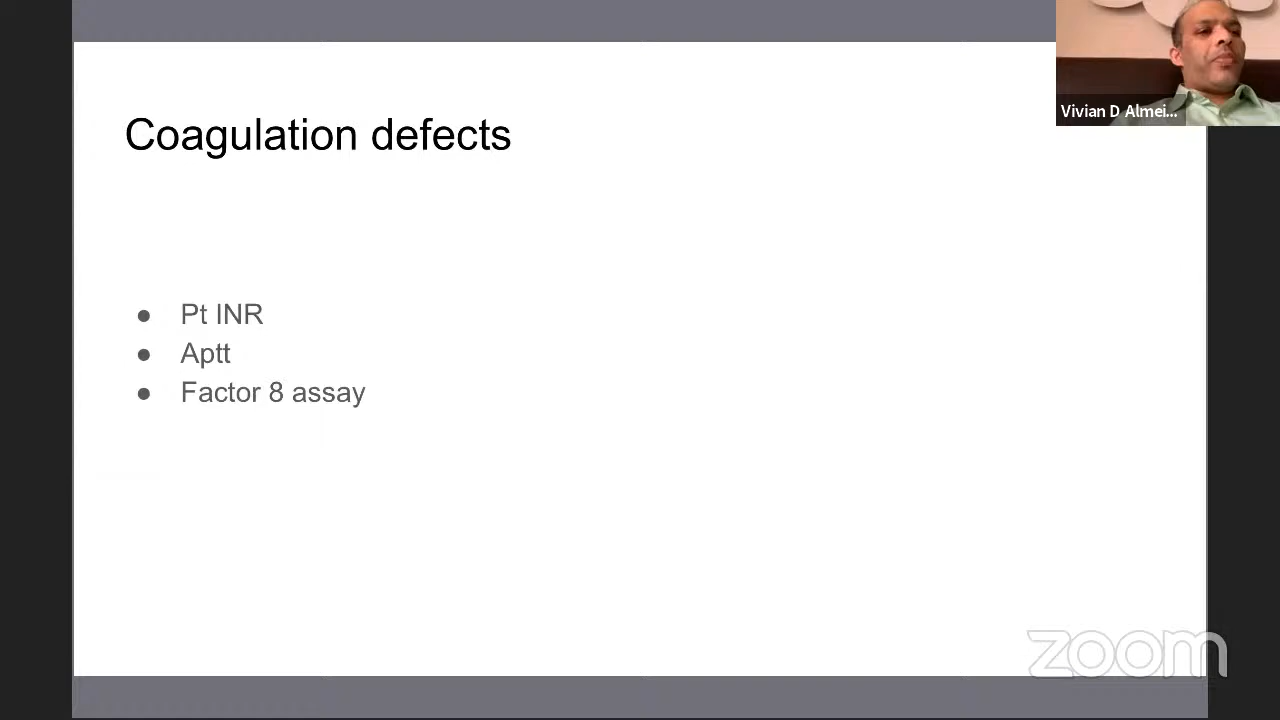 Coagulation defects
Vivian D Almei...
● Pt INR
● Aptt
● Factor 8 assay
zoom